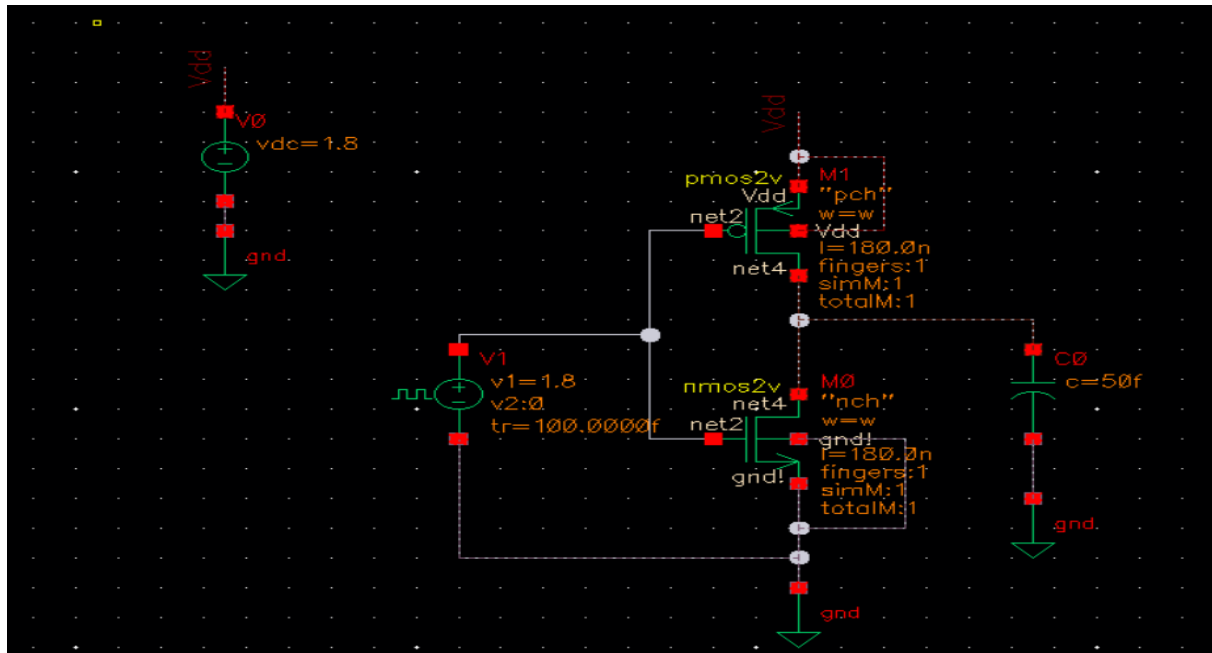 Vdd
V0
vdc=1.8
gnd
Vdd
pmos2v
M1
"pch"
Vdd
w=w
net2
Vdd
l=180.0n
net4
fingers:1
simM:1
totalM:1
V1
v1=1.8
v2:0
tr=100.0000f
nmos2v
M0
net4
"nch"
w=w
net2
gnd!
l=180.0n
gnd!
fingers:1
simM:1
totalM:1
gnd
C0
c=50f
gnd